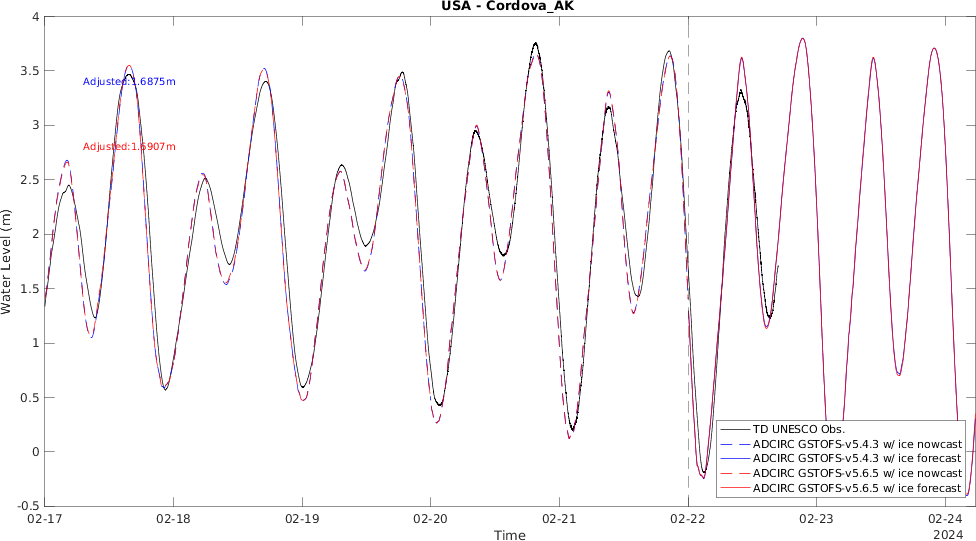 USA - Cordova_AK
4
3.5
3
2.5
2
1.5
1
0.5
0
-0.5
Water Level (m)
Adjusted:1.6875m
Adjusted:1.5907m
TD UNESCO Obs.
ADCIRC GSTOFS-v5.4.3 w/ ice nowcast
ADCIRC GSTOFS-v5.4.3 w/ ice forecast
ADCIRC GSTOFS-v5.6.5 w/ ice nowcast
ADCIRC GSTOFS-v5.6.5 w/ ice forecast
02-17 02-18 02-19 02-20 02-21 02-22 02-23 02-24
Time
2024